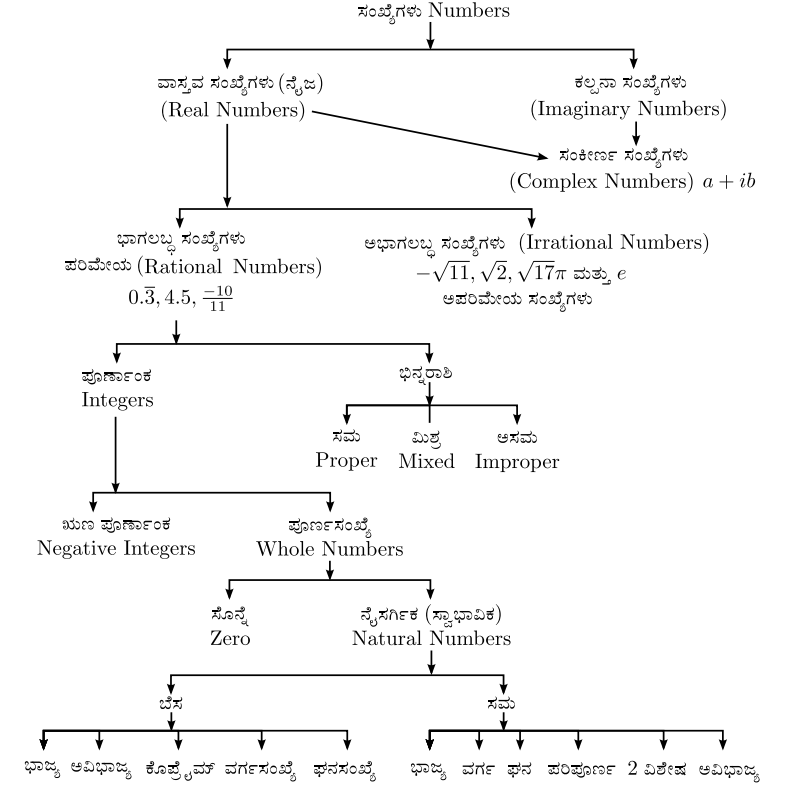 ಸಂಖ್ಯೆಗಳು Numbers
ವಾಸ್ತವ ಸಂಖ್ಯೆಗಳು (ನೈಜ)
(Real Numbers)
ಕಲ್ಪನಾ ಸಂಖ್ಯೆಗಳು
(Imaginary Numbers)
ಸಂಕೀರ್ಣ ಸಂಖ್ಯೆಗಳು
(Complex Numbers) a + ib
ಭಾಗಲಬ್ಧ ಸಂಖ್ಯೆಗಳು
ಪರಿಮೇಯ (Rational Numbers)
0.3̅, 4.5, −10/11
ಅಭಾಗಲಬ್ಧ ಸಂಖ್ಯೆಗಳು (Irrational Numbers)
−√11, √2, √17π ಮತ್ತು e
ಅಪರಿಮೇಯ ಸಂಖ್ಯೆಗಳು
ಪೂರ್ಣಾಂಕ
Integers
ಭಿನ್ನರಾಶಿ
ಸಮ
Proper
ಮಿಶ್ರ
Mixed
ಅಸಮ
Improper
ಋಣ ಪೂರ್ಣಾಂಕ
Negative Integers
ಪೂರ್ಣಸಂಖ್ಯೆ
Whole Numbers
ಸೊನ್ನೆ
Zero
ನೈಸರ್ಗಿಕ (ಸ್ವಾಭಾವಿಕ)
Natural Numbers
ಬೆಸ
ಸಮ
ಭಾಜ್ಯ ಅವಿಭಾಜ್ಯ ಕೊಪ್ರೈಮ್ ವರ್ಗಸಂಖ್ಯೆ ಘನಸಂಖ್ಯೆ
ಭಾಜ್ಯ ವರ್ಗ ಘನ ಪರಿಪೂರ್ಣ 2 ವಿಶೇಷ ಅವಿಭಾಜ್ಯ